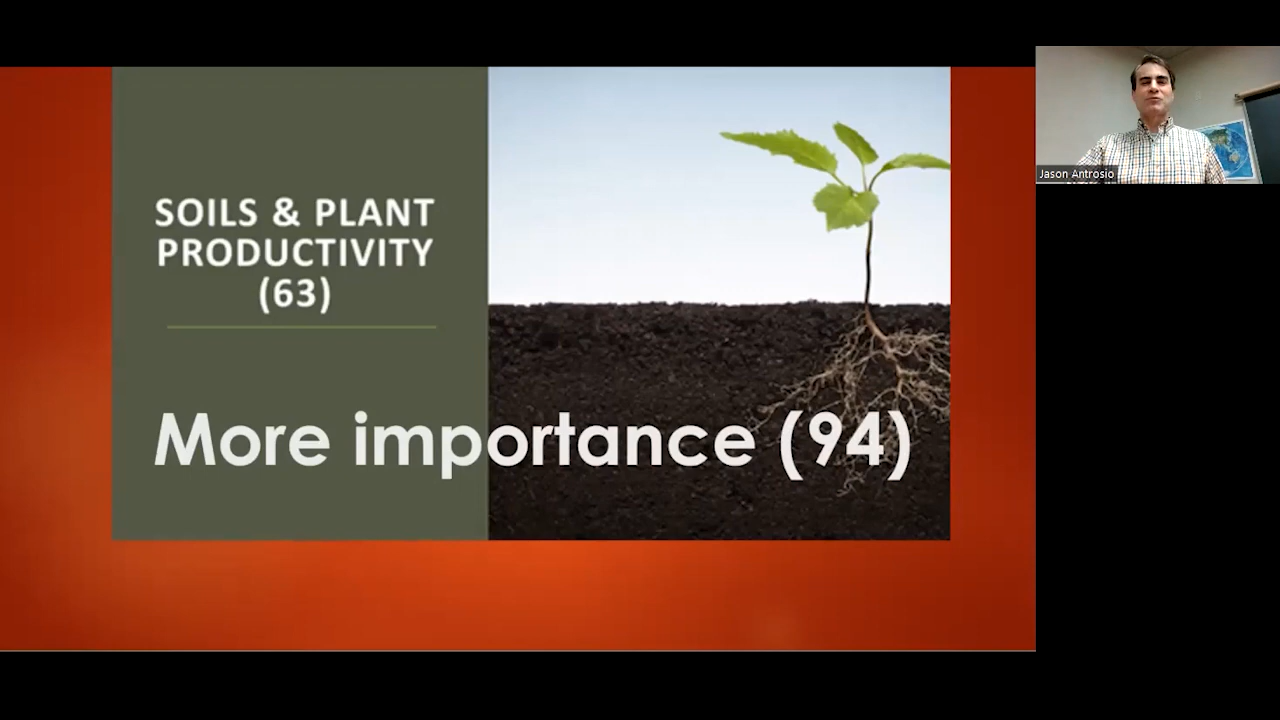 SOILS & PLANT
PRODUCTIVITY
(63)
More importance (94)
Jason Antrosio